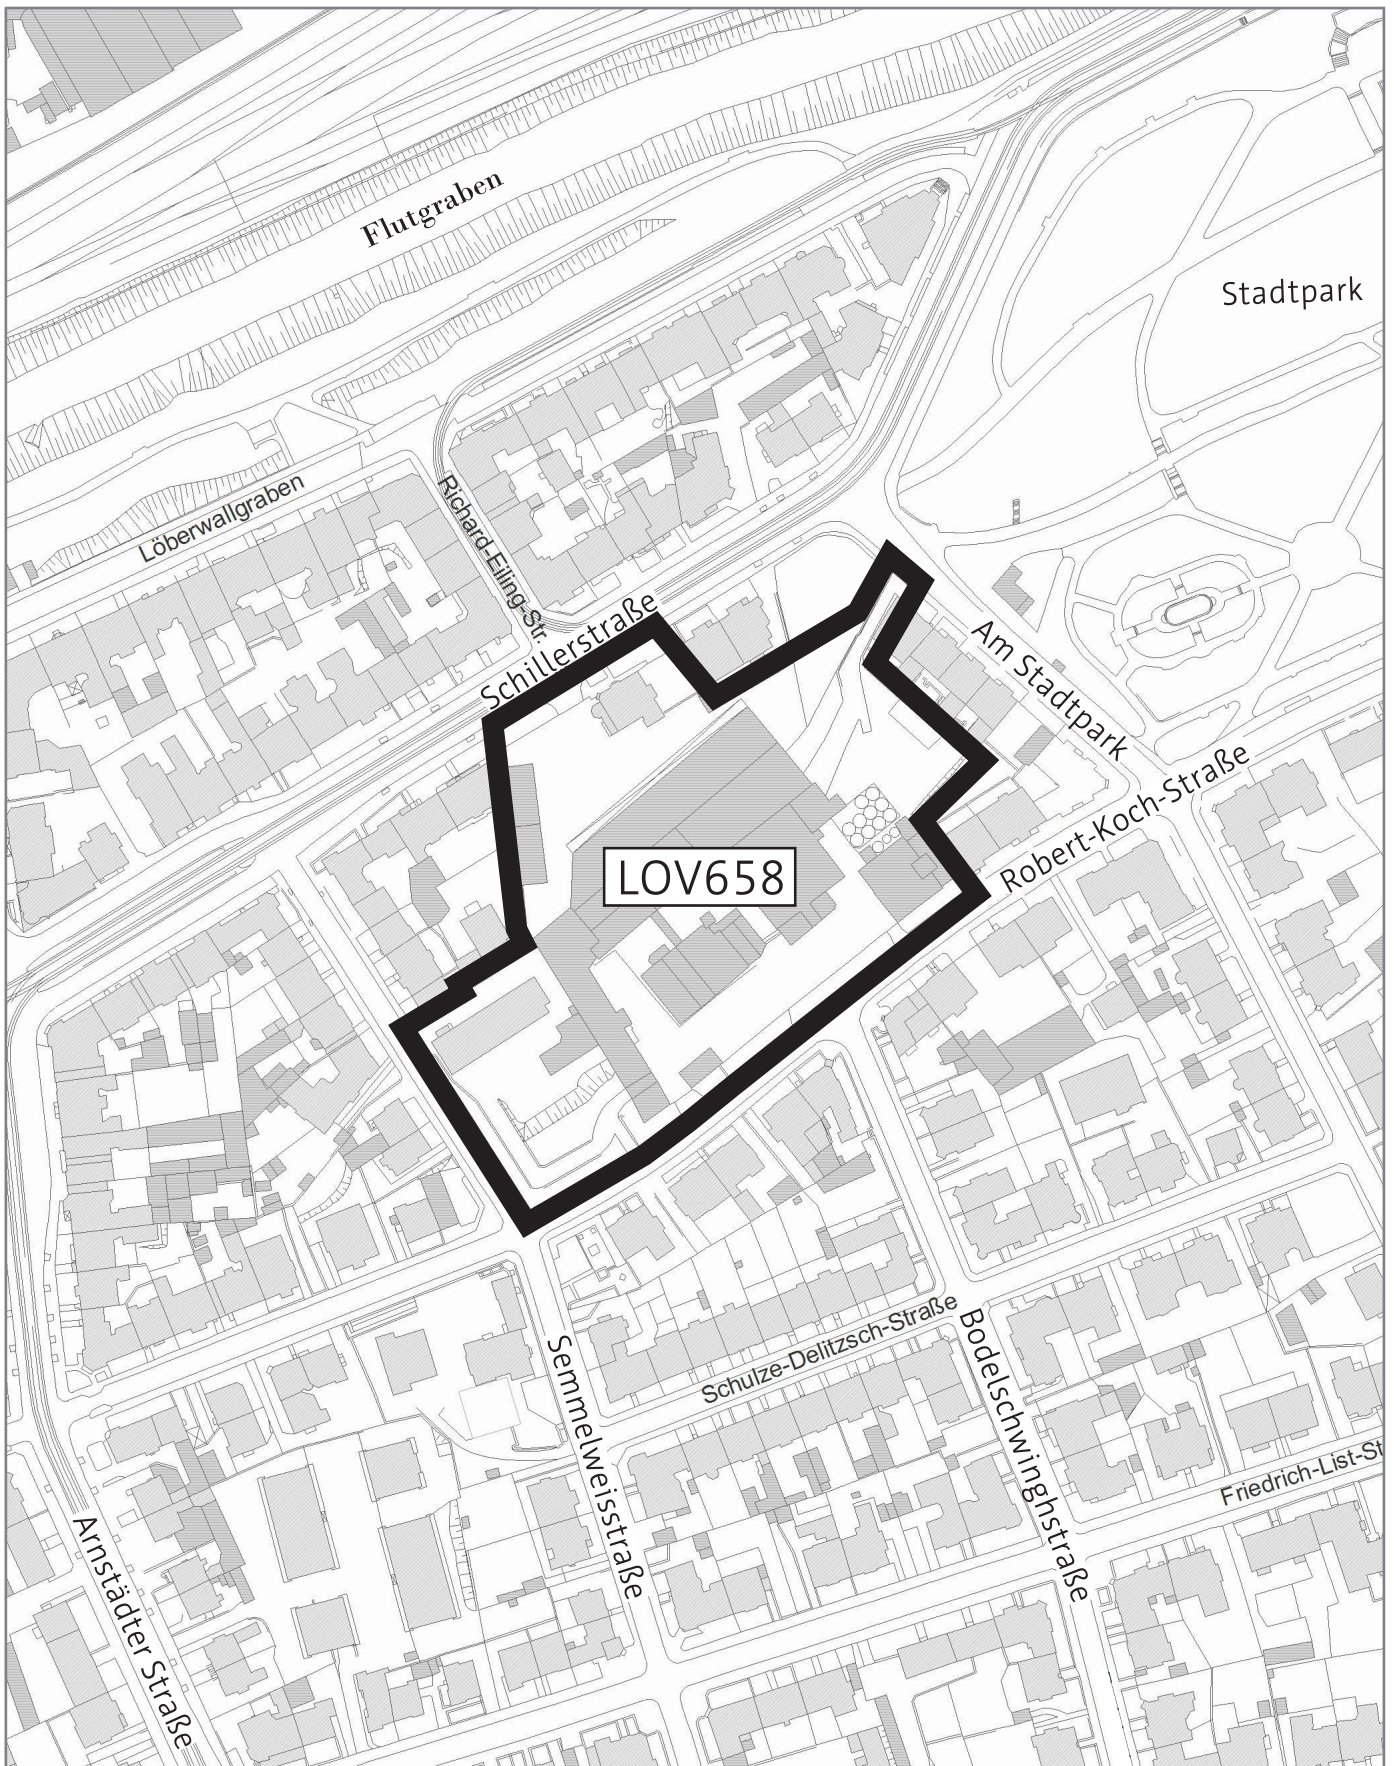 Flutgraben
Stadtpark
Löberwallgraben
Richard-Eiling-Str.
Schillerstraße
Am Stadtpark
Robert-Koch-Straße
LOV658
Schulze-Delitzsch-Straße
Semmelweisstraße
Bodelschwinghstraße
Friedrich-List-St
Arnstädter Straße